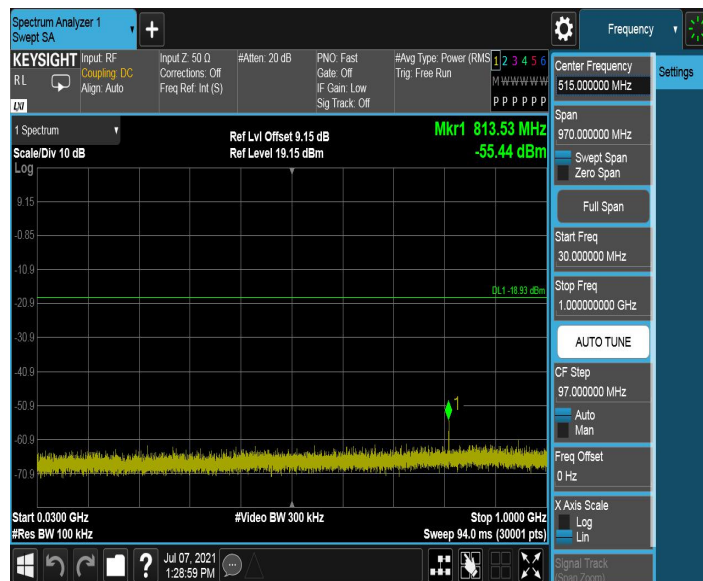 Spectrum Analyzer 1
Swept SA
+
Frequency
KEYSIGHT
RL
LXI
Input: RF
Coupling: DC
Align: Auto
Input Z: 50 Ω
Corrections: Off
Freq Ref: Int (S)
#Atten: 20 dB
PNO: Fast
Gate: Off
IF Gain: Low
Sig Track: Off
#Avg Type: Power (RMS
Trig: Free Run
1 2 3 4 5 6
M W W W W W
P P P P P P
Center Frequency
515.000000 MHz
Settings
Span
970.000000 MHz
Swept Span
Zero Span
Full Span
Start Freq
30.000000 MHz
Stop Freq
1.000000000 GHz
AUTO TUNE
CF Step
97.000000 MHz
Auto
Man
Freq Offset
0 Hz
X Axis Scale
Log
Lin
Signal Track
(Span Zoom)
1 Spectrum
Scale/Div 10 dB
Ref Lvl Offset 9.15 dB
Ref Level 19.15 dBm
Mkr1 813.53 MHz
-55.44 dBm
Log
9.15
-0.85
-10.9
DL1 -18.93 dBm
-20.9
-30.9
-40.9
-50.9
1
-60.9
-70.9
Start 0.0300 GHz
#Video BW 300 kHz
Stop 1.0000 GHz
#Res BW 100 kHz
Sweep 94.0 ms (30001 pts)
?
Jul 07, 2021
1:28:59 PM